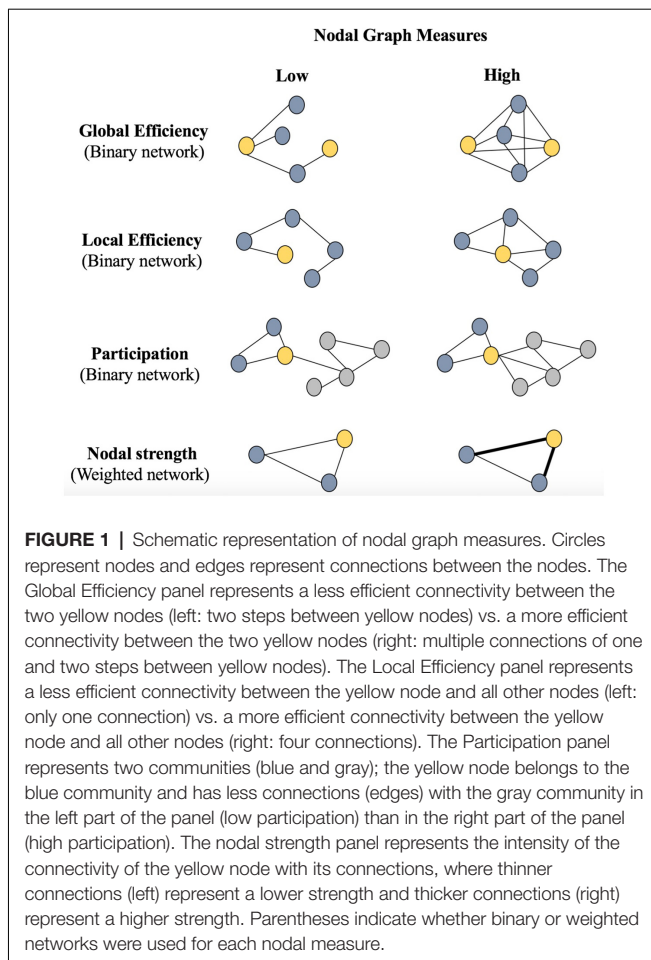 Nodal Graph Measures
Low High
Global Efficiency
(Binary network)
Local Efficiency
(Binary network)
Participation
(Binary network)
Nodal strength
(Weighted network)
FIGURE 1 | Schematic representation of nodal graph measures. Circles
represent nodes and edges represent connections between the nodes. The
Global Efficiency panel represents a less efficient connectivity between the
two yellow nodes (left: two steps between yellow nodes) vs. a more efficient
connectivity between the two yellow nodes (right: multiple connections of one
and two steps between yellow nodes). The Local Efficiency panel represents
a less efficient connectivity between the yellow node and all other nodes (left:
only one connection) vs. a more efficient connectivity between the yellow
node and all other nodes (right: four connections). The Participation panel
represents two communities (blue and gray); the yellow node belongs to the
blue community and has less connections (edges) with the gray community in
the left part of the panel (low participation) than in the right part of the panel
(high participation). The nodal strength panel represents the intensity of the
connectivity of the yellow node with its connections, where thinner
connections (left) represent a lower strength and thicker connections (right)
represent a higher strength. Parentheses indicate whether binary or weighted
networks were used for each nodal measure.